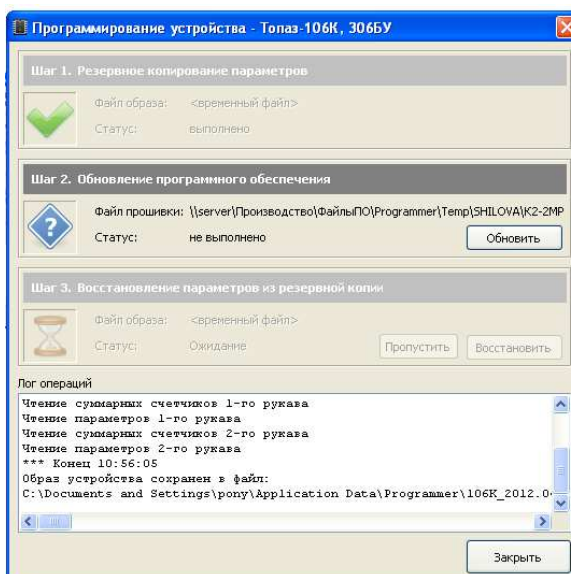 Программирование устройства - Топаз-106К, 306БУ
Шаг 1. Резервное копирование параметров
Файл образа: <временный файл>
Статус: выполнено
Шаг 2. Обновление программного обеспечения
Файл прошивки: \\server\Производство\ФайлыПО\Programmer\Temp\SHILOVA\K2-2MP
Статус: не выполнено Обновить
Шаг 3. Восстановление параметров из резервной копии
Файл образа: <временный файл>
Статус: Ожидание Пропустить Восстановить
Лог операций
Чтение суммарных счетчиков 1-го рукава
Чтение параметров 1-го рукава
Чтение суммарных счетчиков 2-го рукава
Чтение параметров 2-го рукава
*** Конец 10:56:05
Образ устройства сохранен в файл:
C:\Documents and Settings\pony\Application Data\Programmer\106K_2012.0
Закрыть